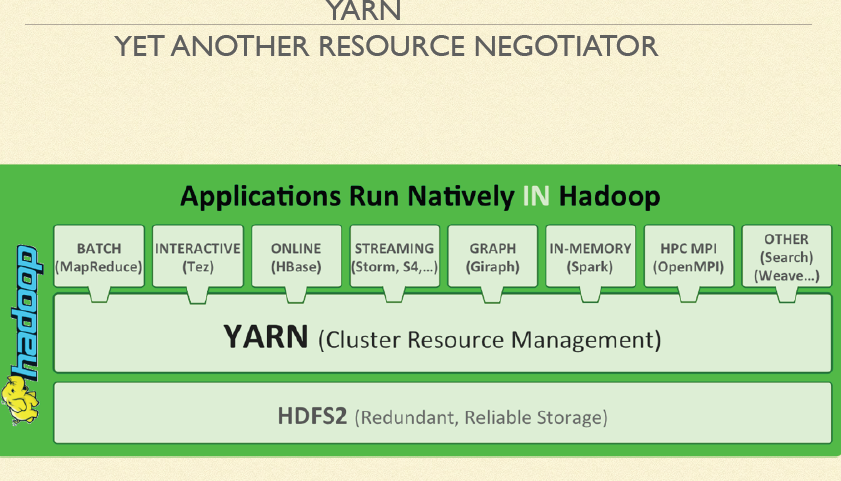 YARN
YET ANOTHER RESOURCE NEGOTIATOR
Applications Run Natively IN Hadoop
BATCH
(MapReduce)
INTERACTIVE
(Tez)
ONLINE
(HBase)
STREAMING
(Storm, S4,...)
GRAPH
(Giraph)
IN-MEMORY
(Spark)
HPC MPI
(OpenMPI)
OTHER
(Search)
(Weave...)
YARN (Cluster Resource Management)
HDFS2 (Redundant, Reliable Storage)
hadoop